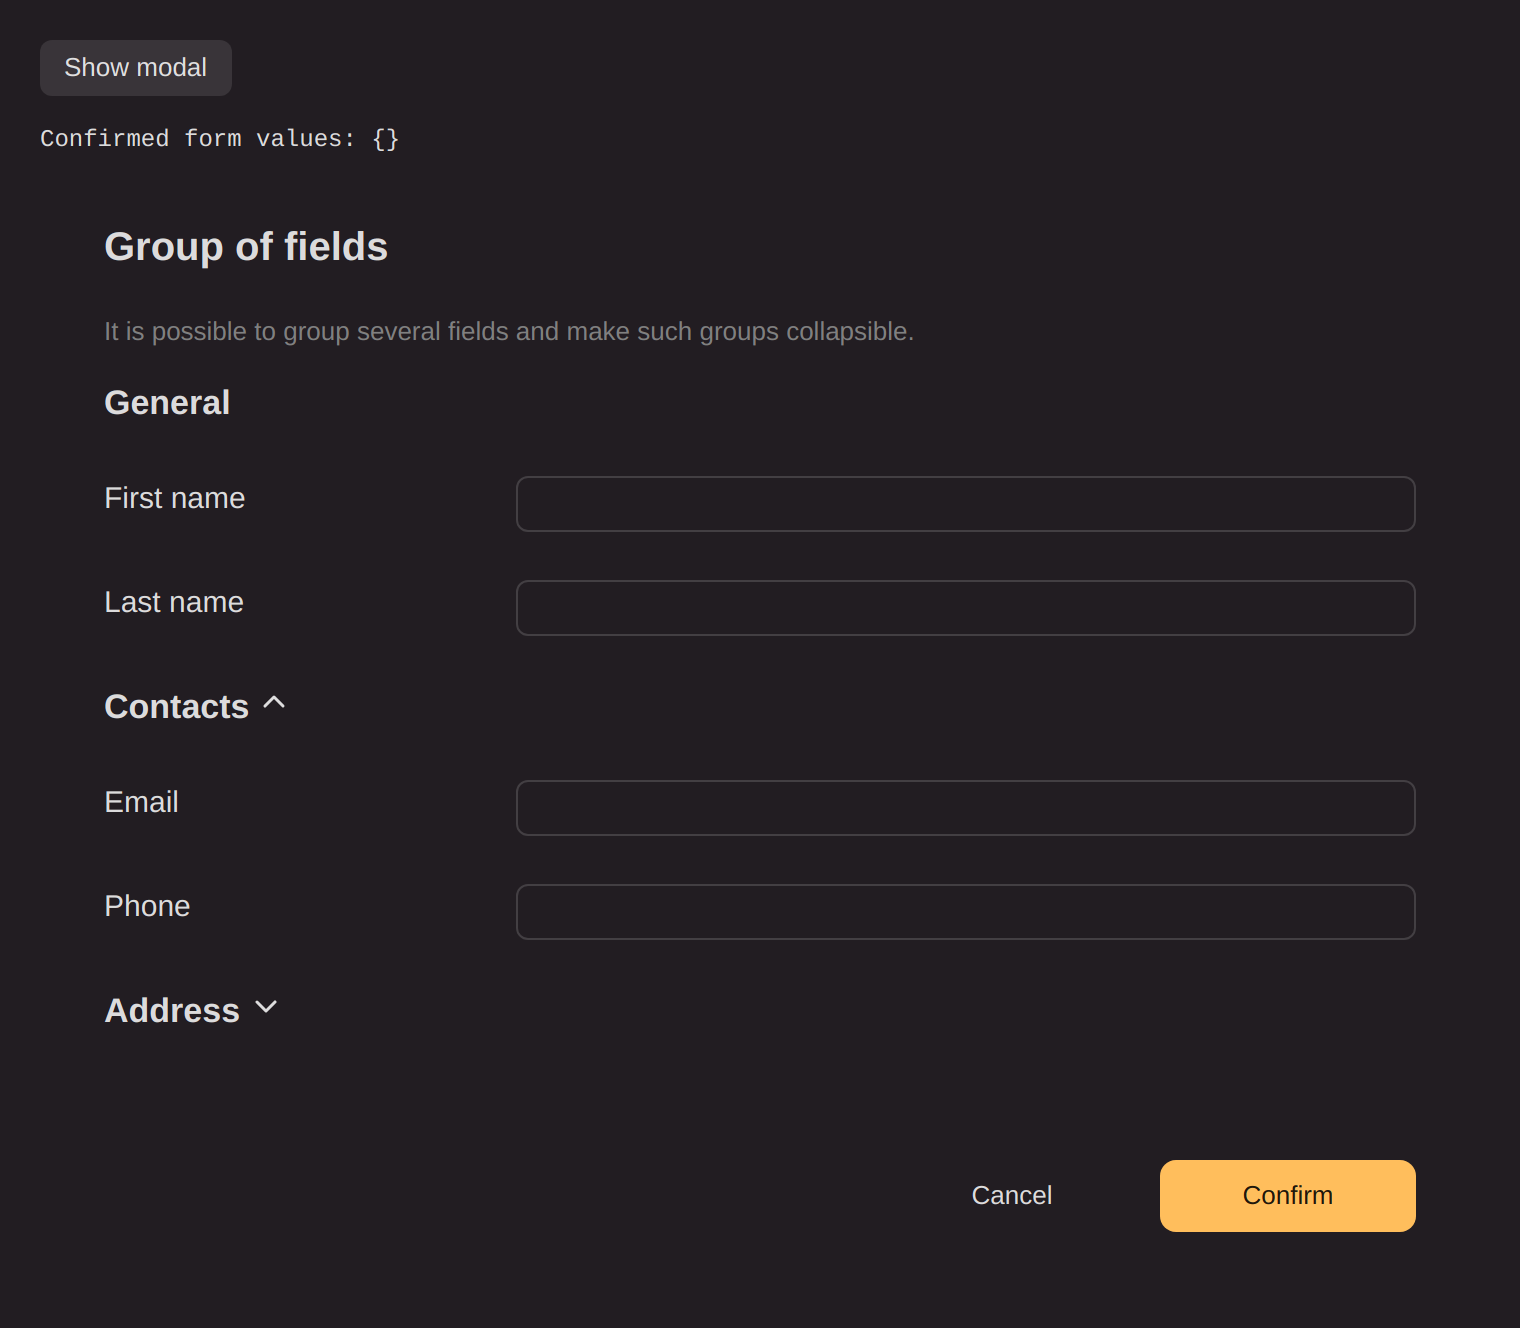 Show modal
Confirmed form values: {}
Group of fields
It is possible to group several fields and make such groups collapsible.
General
First name
Last name
Contacts
Email
Phone
Address
Cancel
Confirm